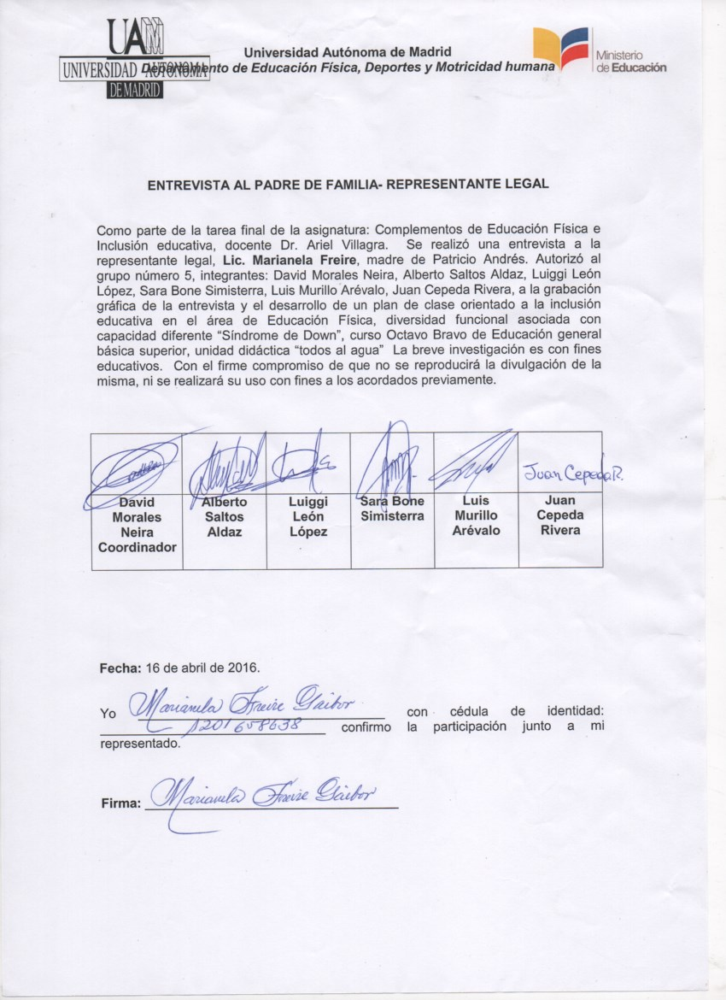 UAM
UNIVERSIDAD AUTONOMA
DE MADRID
Universidad Autónoma de Madrid
Departamento de Educación Física, Deportes y Motricidad humana
Ministerio
de Educación
ENTREVISTA AL PADRE DE FAMILIA- REPRESENTANTE LEGAL
Como parte de la tarea final de la asignatura: Complementos de Educación Física e
Inclusión educativa, docente Dr. Ariel Villagra. Se realizó una entrevista a la
representante legal, Lic. Marianela Freire, madre de Patricio Andrés. Autorizó al
grupo número 5, integrantes: David Morales Neira, Alberto Saltos Aldaz, Luiggi León
López, Sara Bone Simisterra, Luis Murillo Arévalo, Juan Cepeda Rivera, a la grabación
gráfica de la entrevista y el desarrollo de un plan de clase orientado a la inclusión
educativa en el área de Educación Física, diversidad funcional asociada con
capacidad diferente “Síndrome de Down”, curso Octavo Bravo de Educación general
básica superior, unidad didáctica “todos al agua” La breve investigación es con fines
educativos. Con el firme compromiso de que no se reproducirá la divulgación de la
misma, ni se realizará su uso con fines a los acordados previamente.
Juan Cepeda R.
David
Morales
Neira
Coordinador
Alberto
Saltos
Aldaz
Luiggi
León
López
Sara Bone
Simisterra
Luis
Murillo
Arévalo
Juan
Cepeda
Rivera
Fecha: 16 de abril de 2016.
Yo Marianela Freire Gaibor con cédula de identidad:
1201658638 confirmo la participación junto a mi
representado.
Firma: Marianela Freire Gaibor